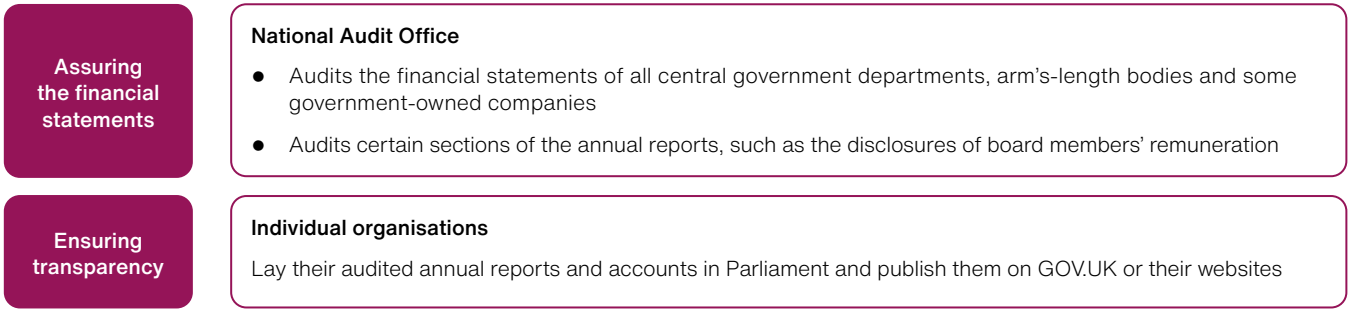 Assuring
the financial
statements
National Audit Office
● Audits the financial statements of all central government departments, arm’s-length bodies and some
government-owned companies
● Audits certain sections of the annual reports, such as the disclosures of board members’ remuneration
Ensuring
transparency
Individual organisations
Lay their audited annual reports and accounts in Parliament and publish them on GOV.UK or their websites